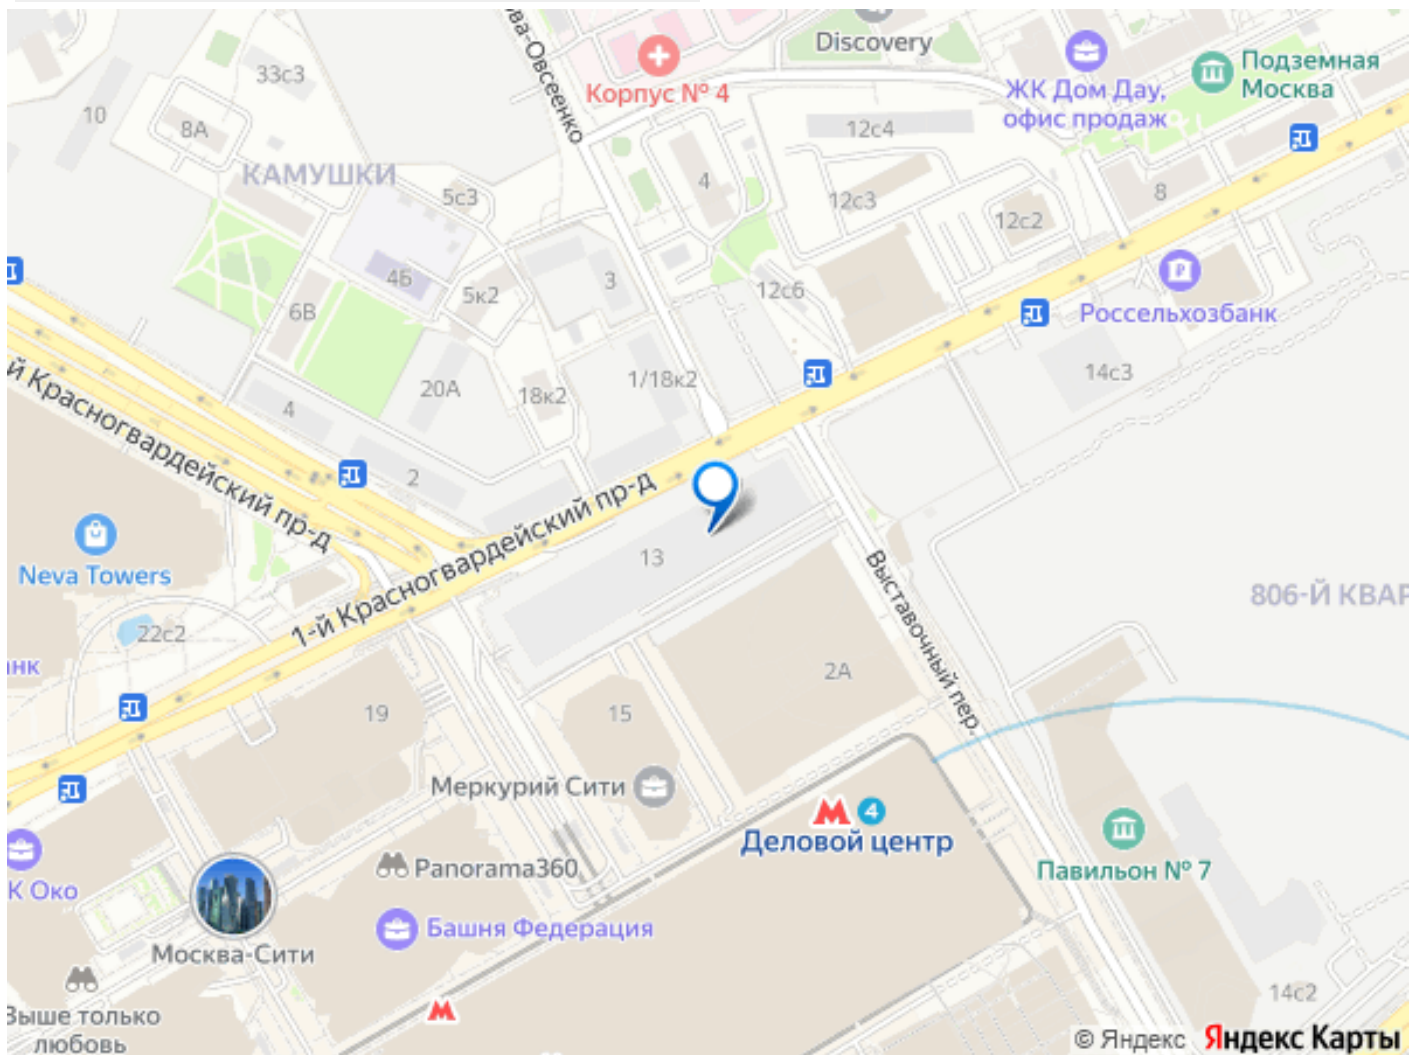 33с3
10
8А
КАМУШКИ
5с3
4Б
5к2
6В
20А
18к2
4
2
3
1/18к2
ва-Овсеенко
Корпус № 4
4
Discovery
12с4
12с3
12с2
12с6
ЖК Дом Дау,
офис продаж
Подземная
Москва
8
Россельхозбанк
14с3
й Красногвардейский пр-д
1-й Красногвардейский пр-д
Neva Towers
22с2
нк
13
19
15
2А
Выставочный пер.
806-Й КВАР
Меркурий Сити
М 4
Деловой центр
Павильон № 7
Panorama360
К Око
Башня Федерация
Москва-Сити
М
Выше только
любовь
14с2
© Яндекс Яндекс Карты